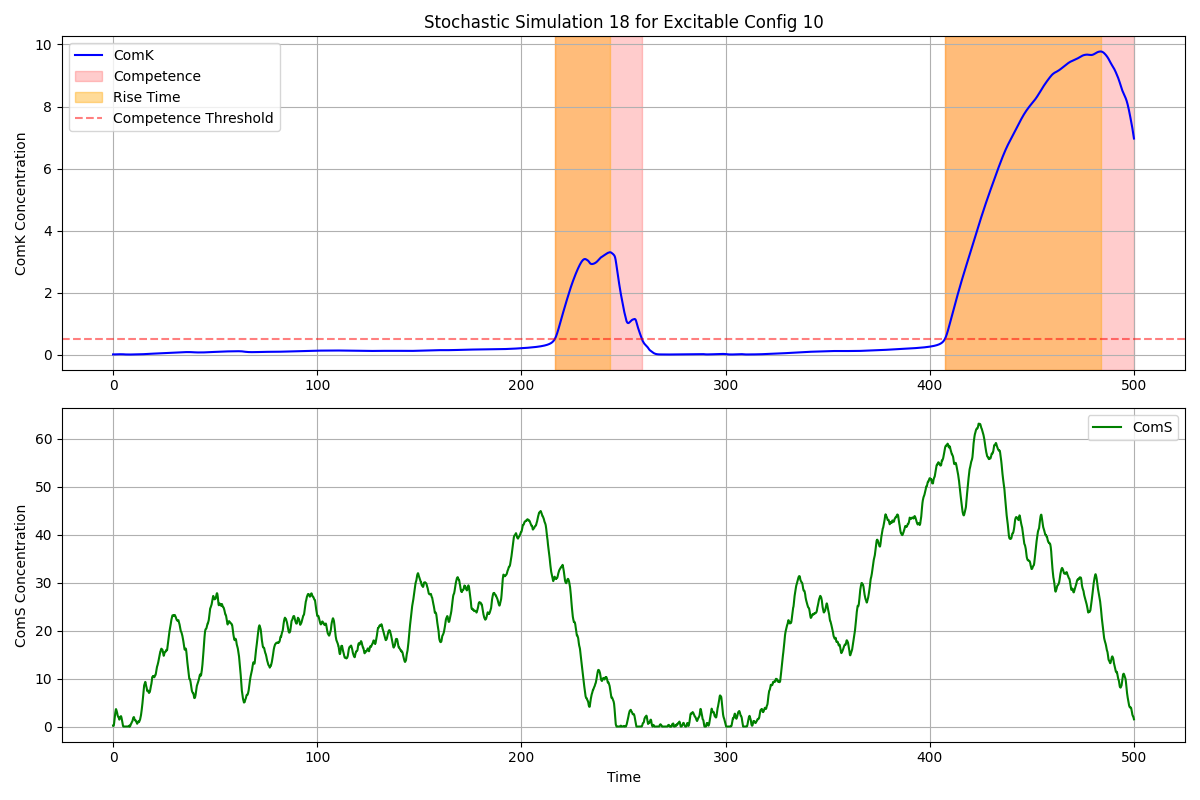 Stochastic Simulation 18 for Excitable Config 10
ComK Concentration
10
8
6
4
2
0
ComK
Competence
Rise Time
Competence Threshold
0 100 200 300 400 500
ComS Concentration
60
50
40
30
20
10
0
ComS
0 100 200 300 400 500
Time